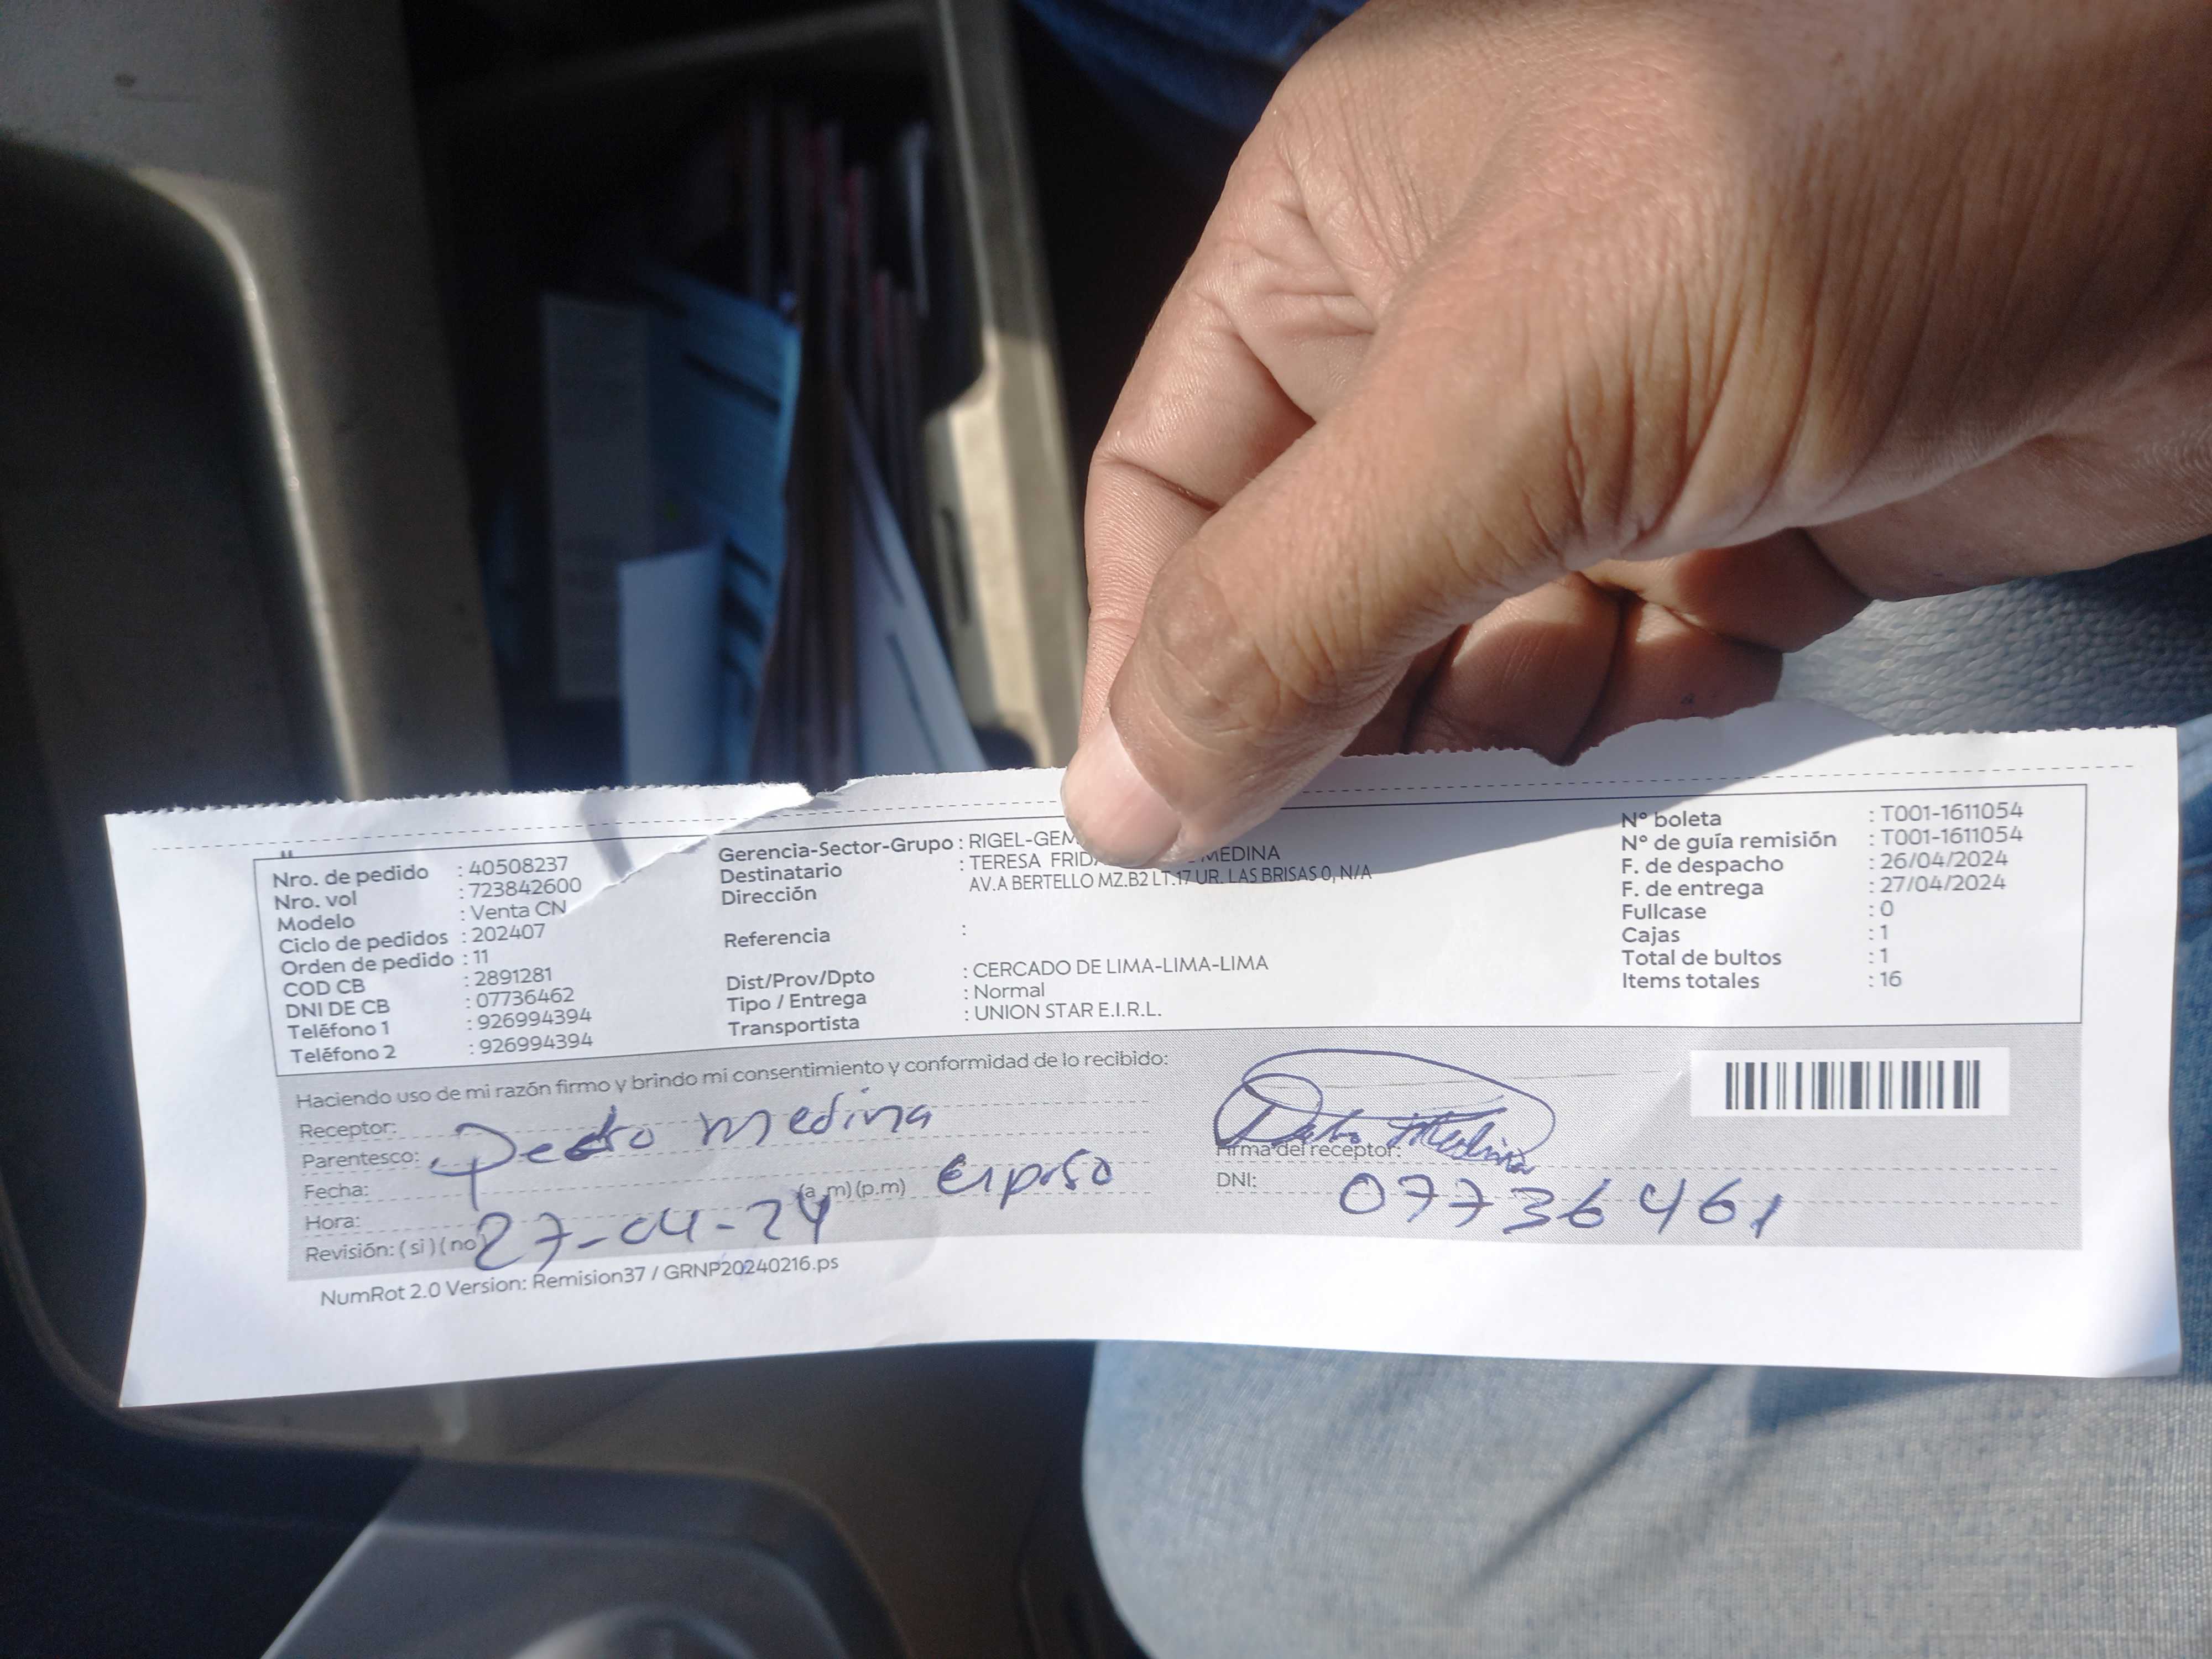 Nro. de pedido : 40508237
Nro. vol : 723842600
Modelo : Venta CN
Ciclo de pedidos : 202407
Orden de pedido : 11
COD CB : 2891281
DNI DE CB : 07736462
Teléfono 1 : 926994394
Teléfono 2 : 926994394
Gerencia-Sector-Grupo : RIGEL-GEM
Destinatario : TERESA FRID MEDINA
Dirección AV.A BERTELLO MZ.B2 LT.17 UR. LAS BRISAS 0, N/A
Referencia :
Dist/Prov/Dpto : CERCADO DE LIMA-LIMA-LIMA
Tipo / Entrega : Normal
Transportista : UNION STAR E.I.R.L.
N° boleta : T001-1611054
N° de guía remisión : T001-1611054
F. de despacho : 26/04/2024
F. de entrega : 27/04/2024
Fullcase : 0
Cajas : 1
Total de bultos : 1
Items totales : 16
Haciendo uso de mi razón firmo y brindo mi consentimiento y conformidad de lo recibido:
Receptor: Pedro Medina
Parentesco: Esposo
Fecha: 27-04-24
Hora: (a.m) (p.m)
Revisión: ( si ) ( no )
Firma del receptor: Pedro Medina
DNI: 07736461
NumRot 2.0 Version: Remision37 / GRNP20240216.ps